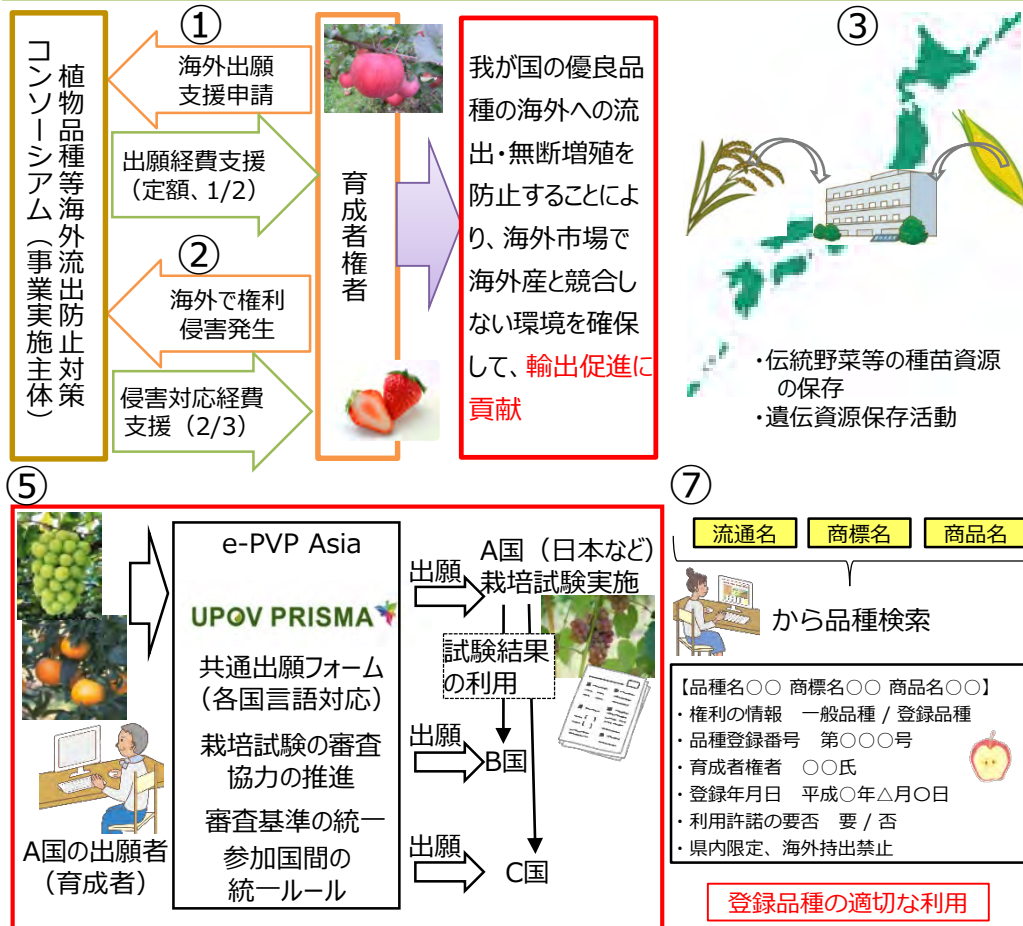 ①
植物品種等海外流出防止対策
コンソーシアム（事業実施主体）
海外出願
支援申請
出願経費支援
（定額、1/2）
②
海外で権利
侵害発生
侵害対応経費
支援（2/3）
育成者権者
我が国の優良品
種の海外への流
出・無断増殖を
防止することによ
り、海外市場で
海外産と競合し
ない環境を確保
して、輸出促進に
貢献
③
・伝統野菜等の種苗資源
の保存
・遺伝資源保存活動
⑤
A国の出願者
（育成者）
e-PVP Asia
UPOV PRISMA
共通出願フォーム
（各国言語対応）
栽培試験の審査
協力の推進
審査基準の統一
参加国間の
統一ルール
出願
A国（日本など）
栽培試験実施
試験結果
の利用
出願
B国
出願
C国
⑦
流通名 商標名 商品名
から品種検索
【品種名○○ 商標名○○ 商品名○○】
・権利の情報　一般品種 / 登録品種
・品種登録番号　第○○○号
・育成者権者　○○氏
・登録年月日　平成○年△月〇日
・利用許諾の要否　要 / 否
・県内限定、海外持出禁止
登録品種の適切な利用